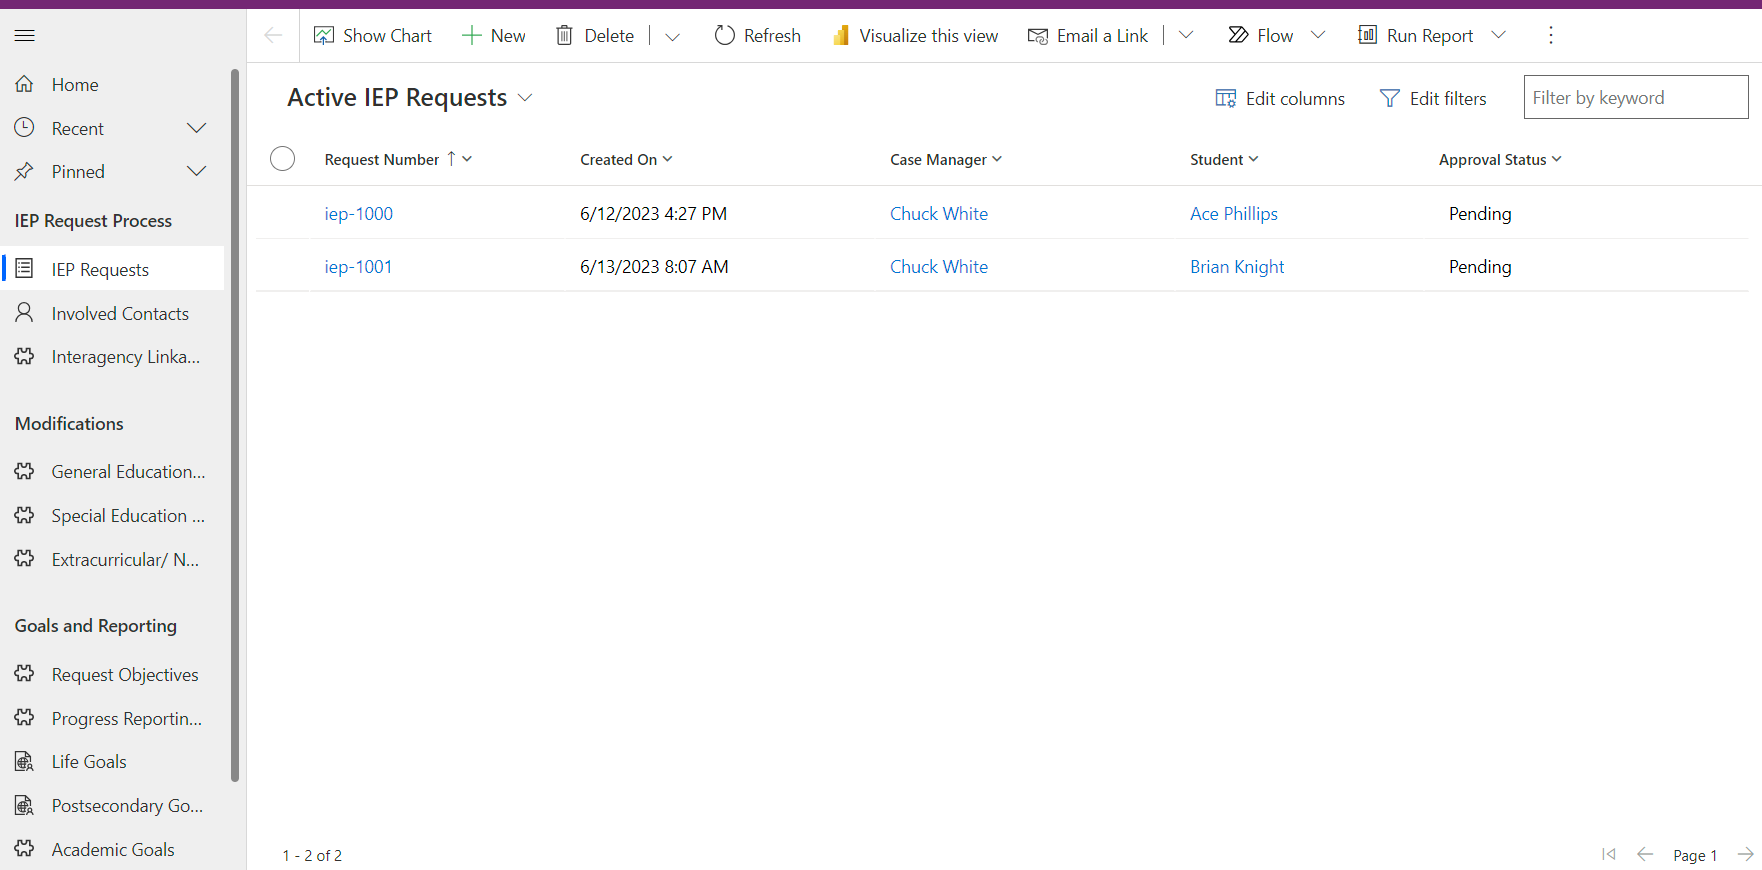 Show Chart
New
Delete
Refresh
Visualize this view
Email a Link
Flow
Run Report
Home
Recent
Pinned
IEP Request Process
IEP Requests
Involved Contacts
Interagency Linka...
Modifications
General Education...
Special Education ...
Extracurricular/ N...
Goals and Reporting
Request Objectives
Progress Reportin...
Life Goals
Postsecondary Go...
Academic Goals
Active IEP Requests
Edit columns
Edit filters
Filter by keyword
Request Number ↑ Created On Case Manager Student Approval Status
iep-1000 6/12/2023 4:27 PM Chuck White Ace Phillips Pending
iep-1001 6/13/2023 8:07 AM Chuck White Brian Knight Pending
1 - 2 of 2
Page 1